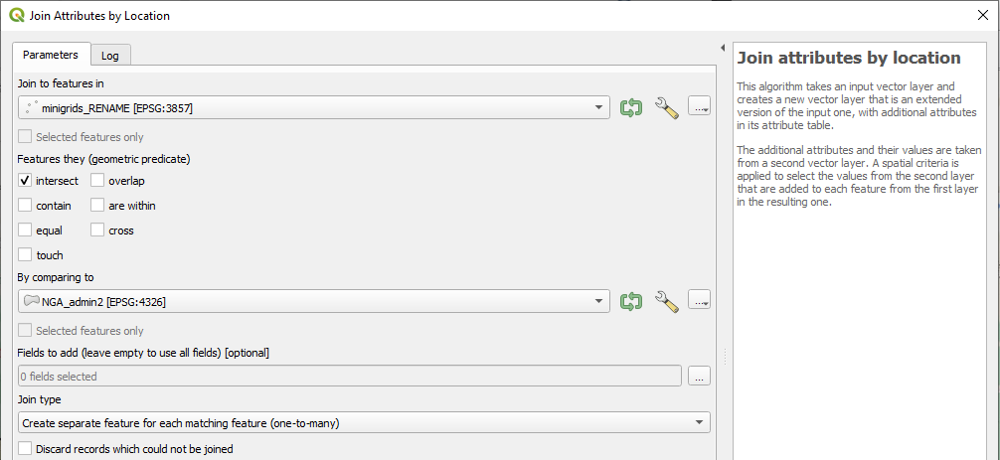 Join Attributes by Location
Parameters
Log
Join to features in
minigrids_RENAME [EPSG:3857]
...
Selected features only
Features they (geometric predicate)
intersect
overlap
contain
are within
equal
cross
touch
By comparing to
NGA_admin2 [EPSG:4326]
...
Selected features only
Fields to add (leave empty to use all fields) [optional]
0 fields selected
...
Join type
Create separate feature for each matching feature (one-to-many)
Discard records which could not be joined
Join attributes by location
This algorithm takes an input vector layer and
creates a new vector layer that is an extended
version of the input one, with additional attributes
in its attribute table.
The additional attributes and their values are taken
from a second vector layer. A spatial criteria is
applied to select the values from the second layer
that are added to each feature from the first layer
in the resulting one.